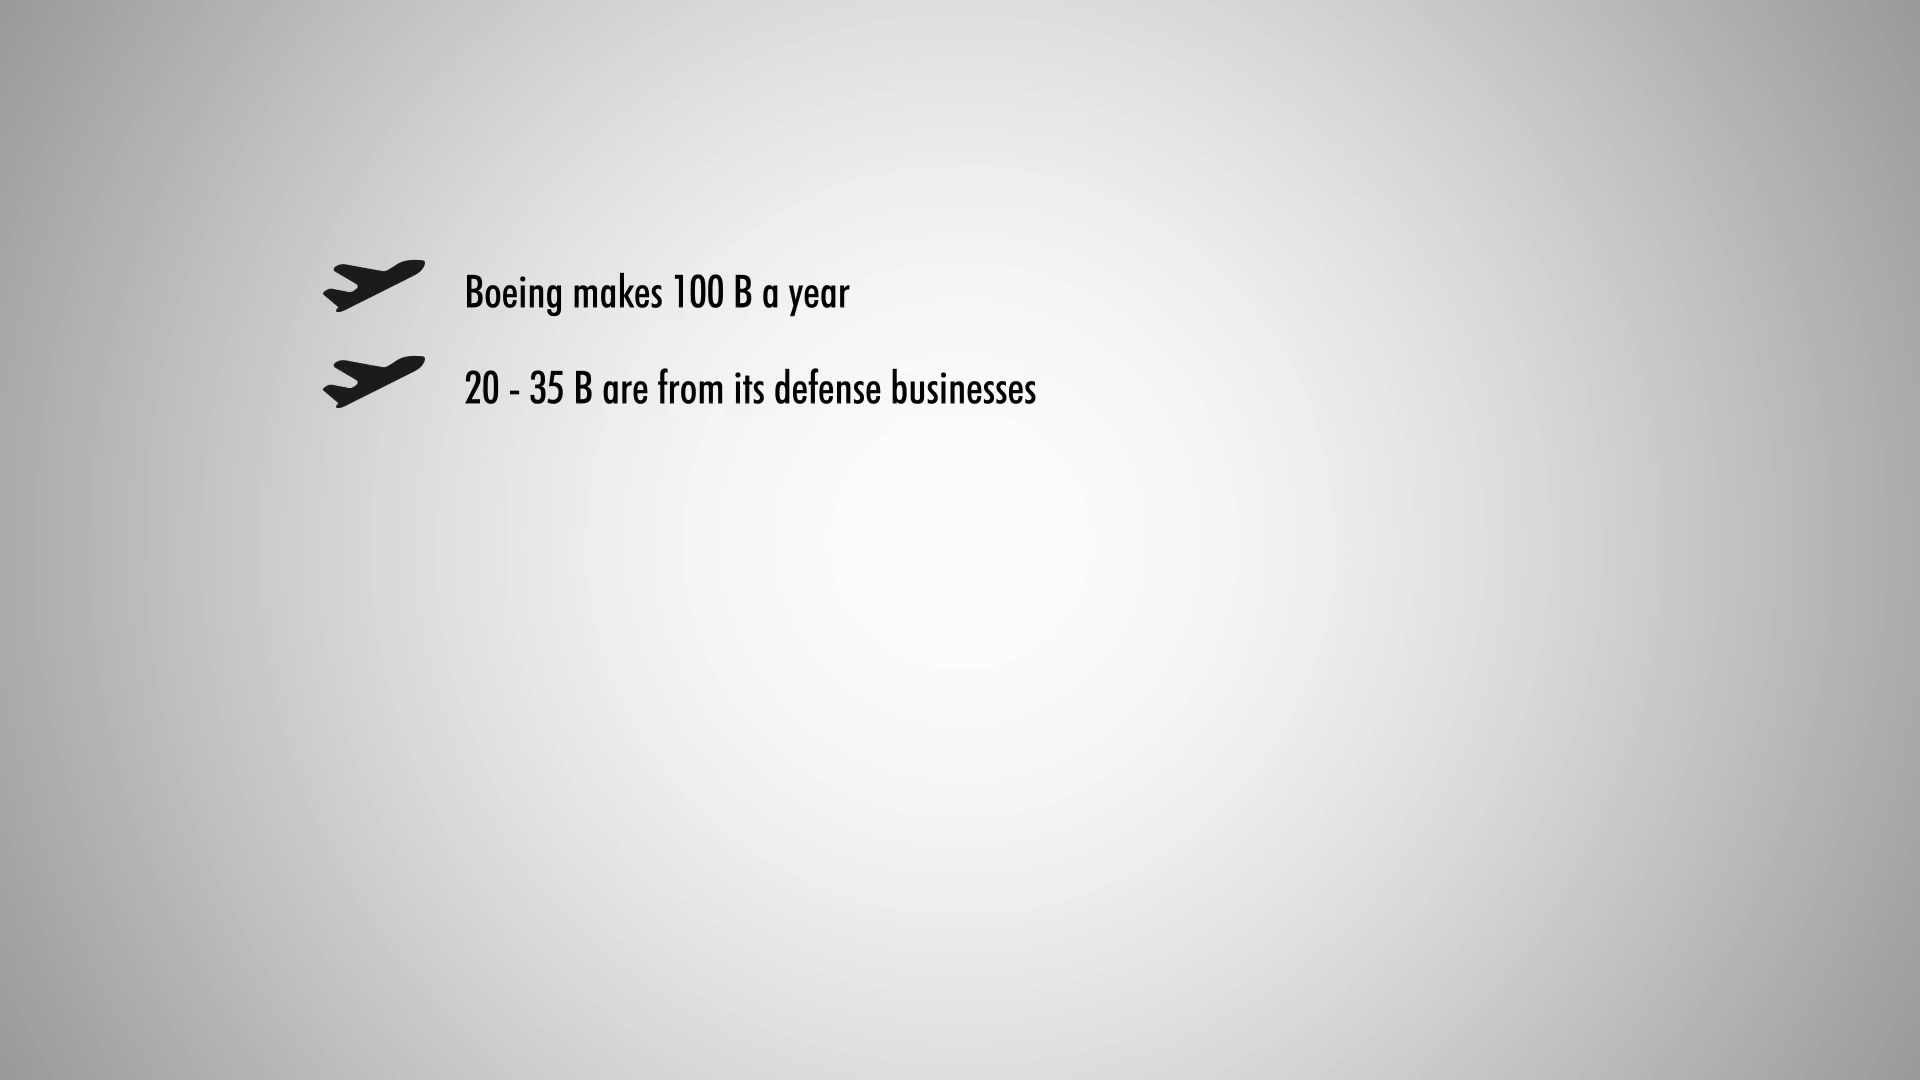 Boeing makes 100 B a year
20 - 35 B are from its defense businesses